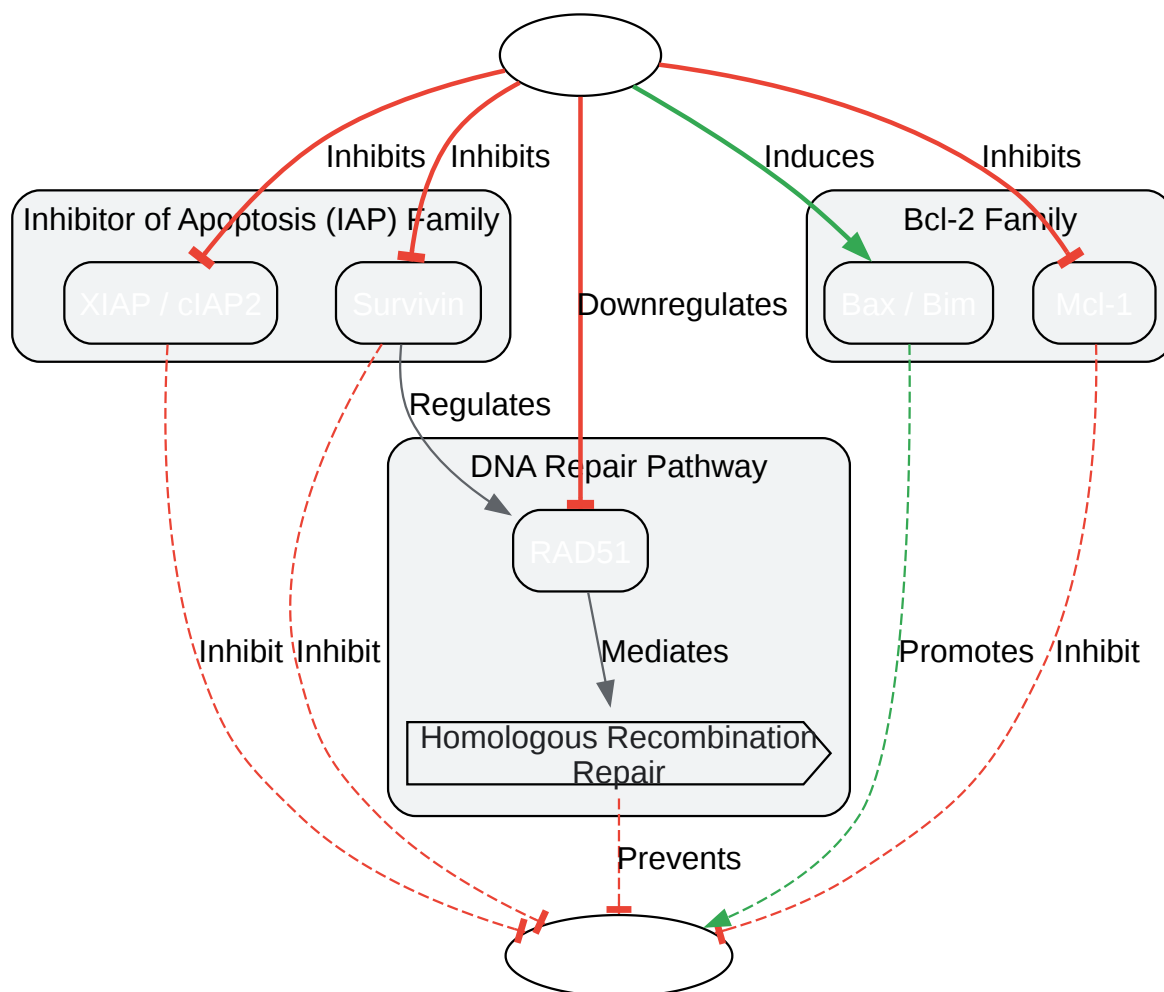 Inhibits
Inhibits
Induces
Inhibits
Inhibitor of Apoptosis (IAP) Family
Bcl-2 Family
XIAP / cIAP2
Survivin
Downregulates
Bax / Bim
Mcl-1
Regulates
DNA Repair Pathway
RAD51
Inhibit
Inhibit
Mediates
Promotes
Inhibit
Homologous Recombination
Repair
Prevents